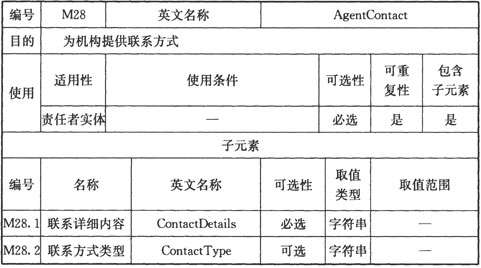 编号 M28 英文名称 AgentContact
目的 为机构提供联系方式
使用 适用性 使用条件 可选性 可重复性 包含子元素
责任者实体 — 必选 是 是
子元素
编号 名称 英文名称 可选性 取值类型 取值范围
M28.1 联系详细内容 ContactDetails 必选 字符串 —
M28.2 联系方式类型 ContactType 可选 字符串 —